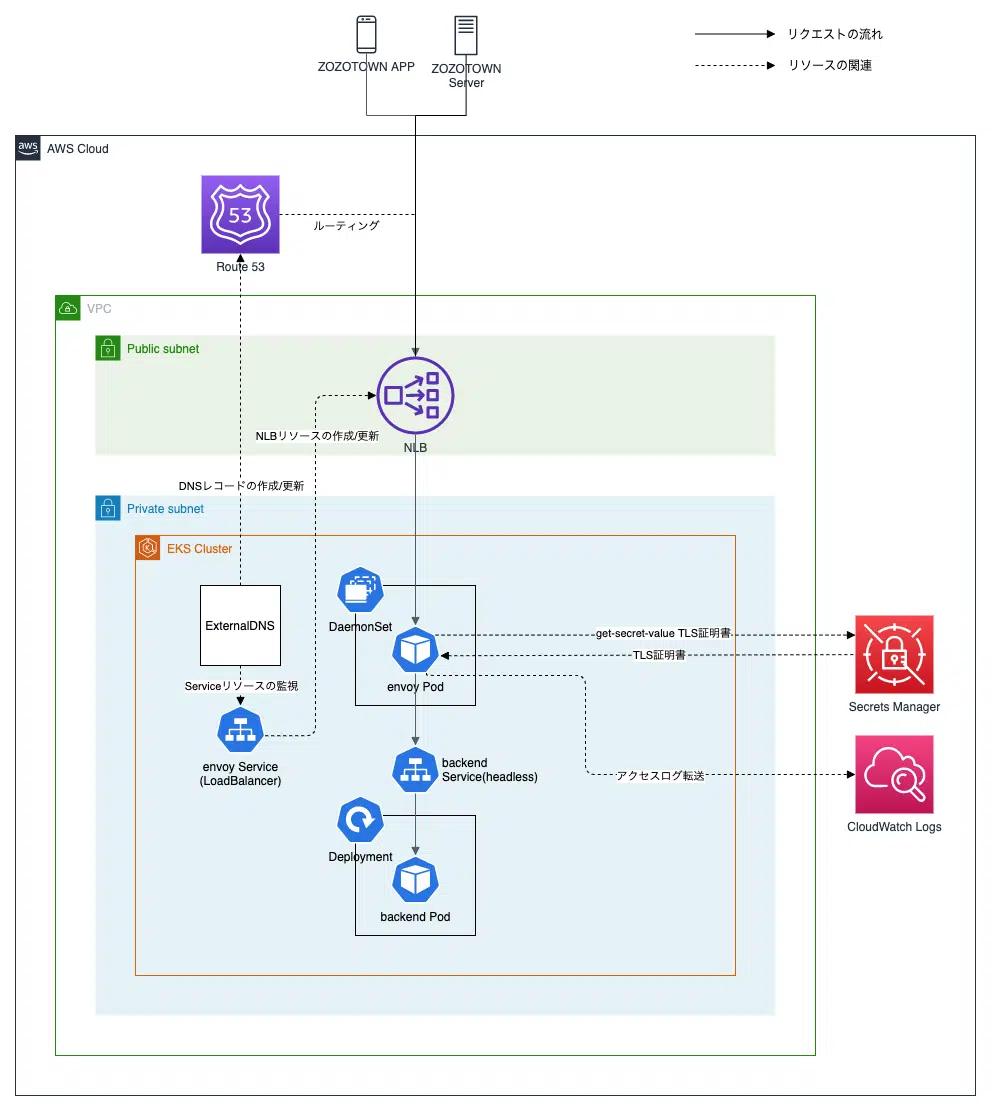 リクエストの流れ
リソースの関連
ZOZOTOWN APP
ZOZOTOWN
Server
aws
AWS Cloud
53
ルーティング
Route 53
VPC
Public subnet
NLBリソースの作成/更新
NLB
DNSレコードの作成/更新
Private subnet
EKS Cluster
K
ExternalDNS
DaemonSet
get-secret-value TLS証明書
TLS証明書
envoy Pod
Serviceリソースの監視
Secrets Manager
envoy Service
(LoadBalancer)
backend
Service(headless)
アクセスログ転送
CloudWatch Logs
Deployment
backend Pod